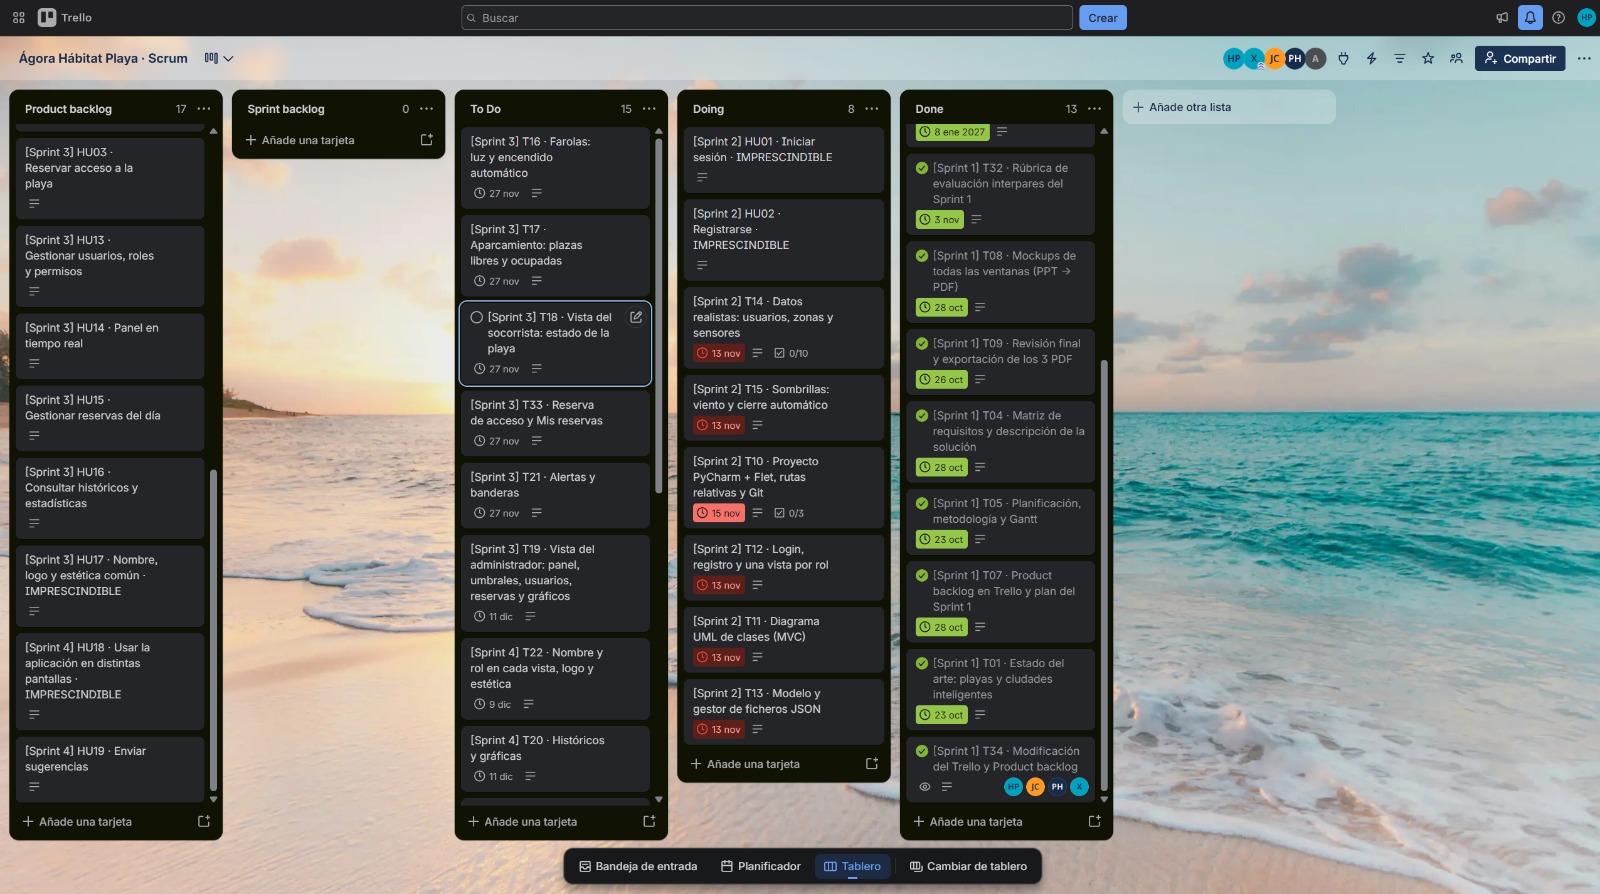 Trello
Buscar
Crear
HP
Ágora Hábitat Playa · Scrum
HP
X
JC
PH
A
Compartir
Product backlog
17
[Sprint 3] HU03 ·
Reservar acceso a la
playa
[Sprint 3] HU13 ·
Gestionar usuarios, roles
y permisos
[Sprint 3] HU14 · Panel en
tiempo real
[Sprint 3] HU15 ·
Gestionar reservas del día
[Sprint 3] HU16 ·
Consultar históricos y
estadísticas
[Sprint 3] HU17 · Nombre,
logo y estética común ·
IMPRESCINDIBLE
[Sprint 4] HU18 · Usar la
aplicación en distintas
pantallas ·
IMPRESCINDIBLE
[Sprint 4] HU19 · Enviar
sugerencias
Añade una tarjeta
Sprint backlog
0
Añade una tarjeta
To Do
15
[Sprint 3] T16 · Farolas:
luz y encendido
automático
27 nov
[Sprint 3] T17 ·
Aparcamiento: plazas
libres y ocupadas
27 nov
[Sprint 3] T18 · Vista del
socorrista: estado de la
playa
27 nov
[Sprint 3] T33 · Reserva
de acceso y Mis reservas
27 nov
[Sprint 3] T21 · Alertas y
banderas
27 nov
[Sprint 3] T19 · Vista del
administrador: panel,
umbrales, usuarios,
reservas y gráficos
11 dic
[Sprint 4] T22 · Nombre y
rol en cada vista, logo y
estética
9 dic
[Sprint 4] T20 · Históricos
y gráficas
11 dic
Añade una tarjeta
Doing
8
[Sprint 2] HU01 · Iniciar
sesión · IMPRESCINDIBLE
[Sprint 2] HU02 ·
Registrarse ·
IMPRESCINDIBLE
[Sprint 2] T14 · Datos
realistas: usuarios, zonas y
sensores
13 nov
0/10
[Sprint 2] T15 · Sombrillas:
viento y cierre automático
13 nov
[Sprint 2] T10 · Proyecto
PyCharm + Flet, rutas
relativas y Git
15 nov
0/3
[Sprint 2] T12 · Login,
registro y una vista por rol
13 nov
[Sprint 2] T11 · Diagrama
UML de clases (MVC)
13 nov
[Sprint 2] T13 · Modelo y
gestor de ficheros JSON
13 nov
Añade una tarjeta
Done
13
8 ene 2027
[Sprint 1] T32 · Rúbrica de
evaluación interpares del
Sprint 1
3 nov
[Sprint 1] T08 · Mockups de
todas las ventanas (PPT →
PDF)
28 oct
[Sprint 1] T09 · Revisión final
y exportación de los 3 PDF
26 oct
[Sprint 1] T04 · Matriz de
requisitos y descripción de la
solución
28 oct
[Sprint 1] T05 · Planificación,
metodología y Gantt
23 oct
[Sprint 1] T07 · Product
backlog en Trello y plan del
Sprint 1
28 oct
[Sprint 1] T01 · Estado del
arte: playas y ciudades
inteligentes
23 oct
[Sprint 1] T34 · Modificación
del Trello y Product backlog
HP
JC
PH
X
Añade una tarjeta
Añade otra lista
Bandeja de entrada
Planificador
Tablero
Cambiar de tablero